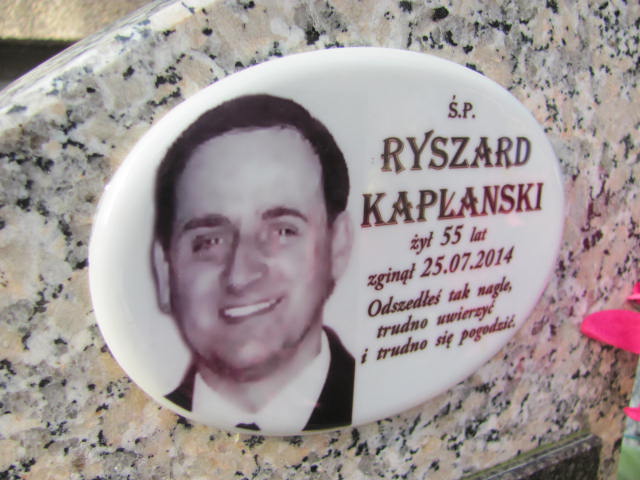 Ś.P.
RYSZARD
KAPŁANSKI
żył 55 lat
zginął 25.07.2014
Odszedłeś tak nagle,
trudno uwierzyć
i trudno się pogodzić.